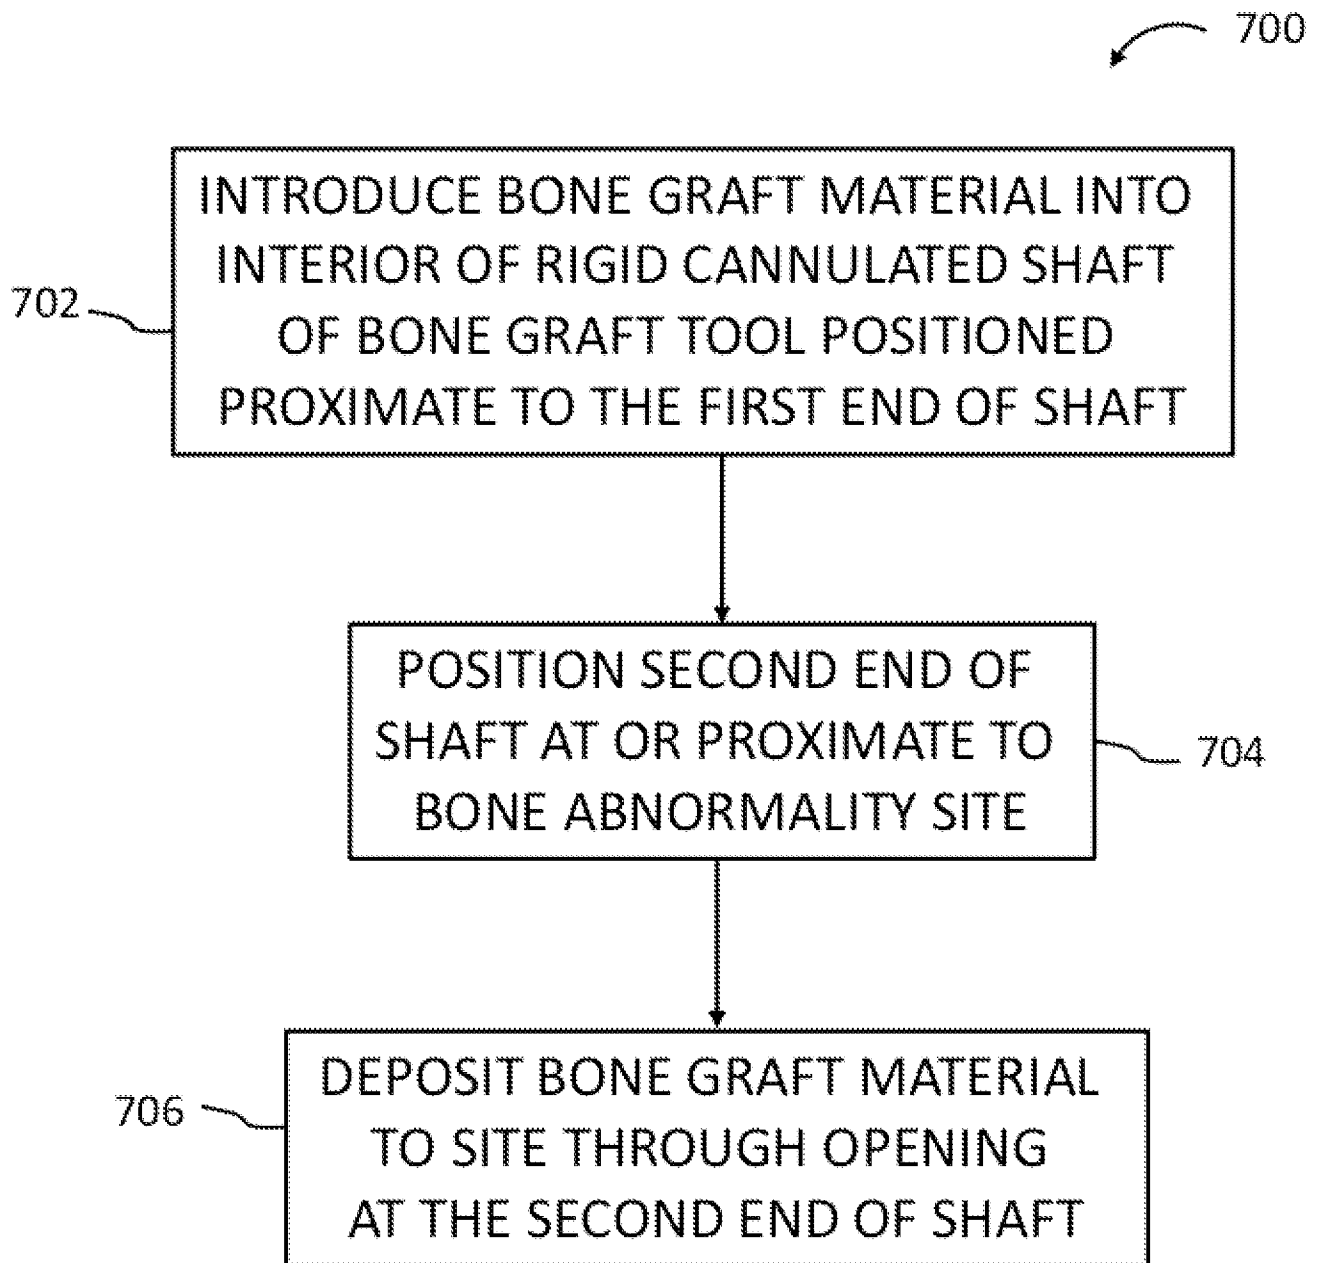 700
INTRODUCE BONE GRAFT MATERIAL INTO
INTERIOR OF RIGID CANNULATED SHAFT
OF BONE GRAFT TOOL POSITIONED
PROXIMATE TO THE FIRST END OF SHAFT
702
POSITION SECOND END OF
SHAFT AT OR PROXIMATE TO
BONE ABNORMALITY SITE
704
DEPOSIT BONE GRAFT MATERIAL
TO SITE THROUGH OPENING
AT THE SECOND END OF SHAFT
706